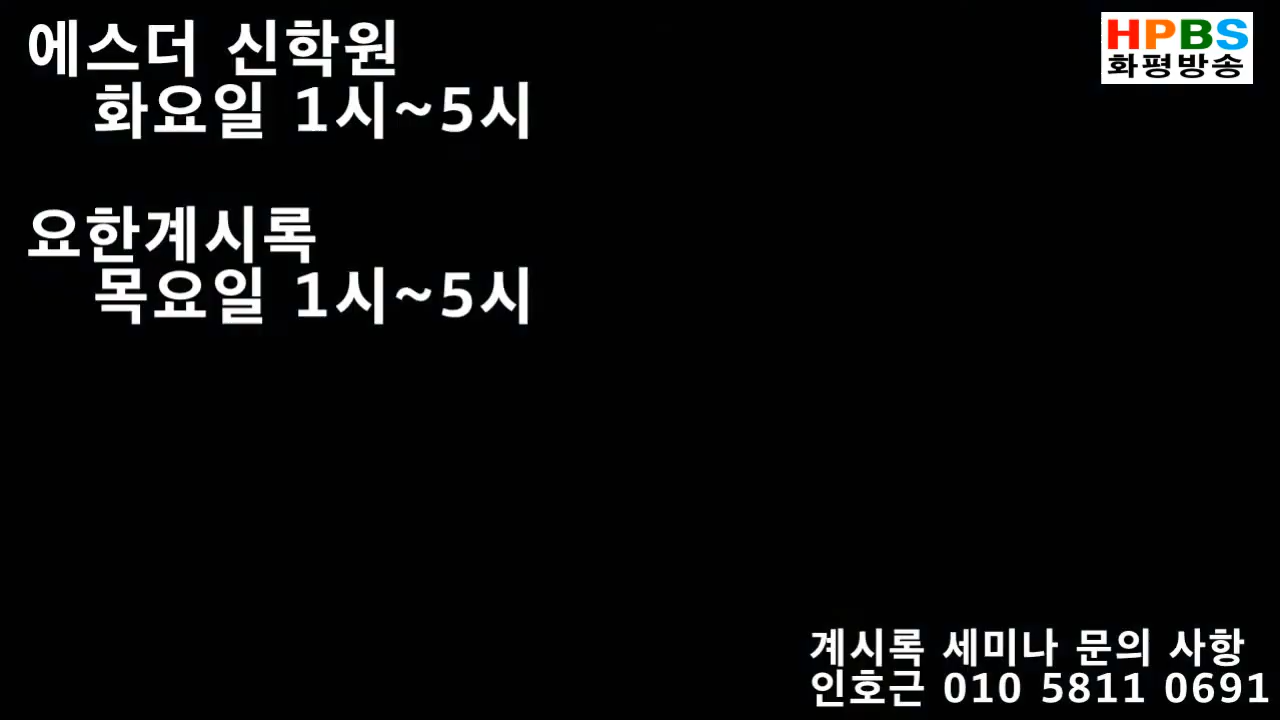 에스더 신학원
화요일 1시~5시
요한계시록
목요일 1시~5시
HPBS
화평방송
계시록 세미나 문의 사항
인호근 010 5811 0691